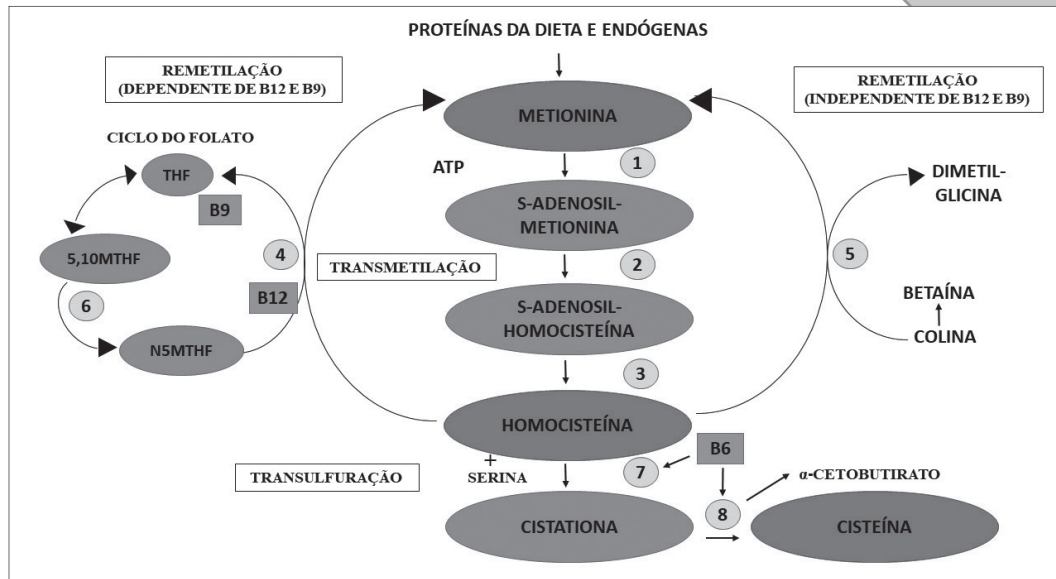 PROTEÍNAS DA DIETA E ENDÓGENAS
REMETILAÇÃO
(DEPENDENTE DE B12 E B9)
REMETILAÇÃO
(INDEPENDENTE DE B12 E B9)
METIONINA
CICLO DO FOLATO
THF
B9
ATP
1
DIMETIL-
GLICINA
S-ADENOSIL-
METIONINA
5,10MTHF
4
TRANSMETILAÇÃO
2
5
6
B12
BETAÍNA
S-ADENOSIL-
HOMOCISTEÍNA
COLINA
N5MTHF
3
HOMOCISTEÍNA
B6
+
SERINA
7
TRANSULFURAÇÃO
α-CETOBUTIRATO
8
CISTATIONA
CISTEÍNA